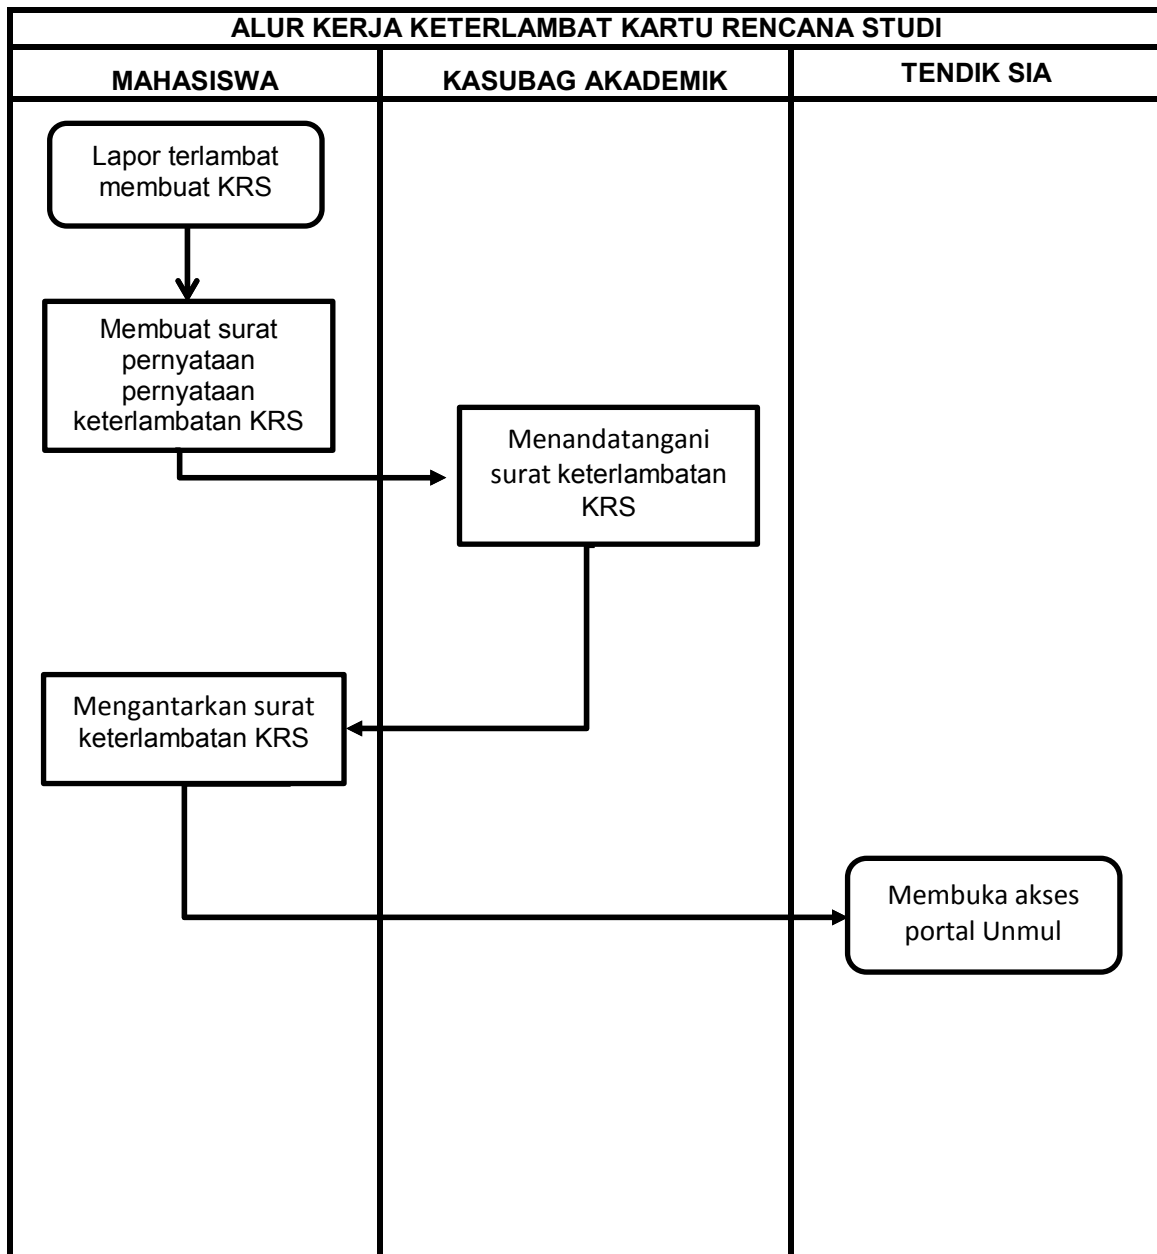 ALUR KERJA KETERLAMBAT KARTU RENCANA STUDI
MAHASISWA
KASUBAG AKADEMIK
TENDIK SIA
Lapor terlambat
membuat KRS
Membuat surat
pernyataan
pernyataan
keterlambatan KRS
Menandatangani
surat keterlambatan
KRS
Mengantarkan surat
keterlambatan KRS
Membuka akses
portal Unmul